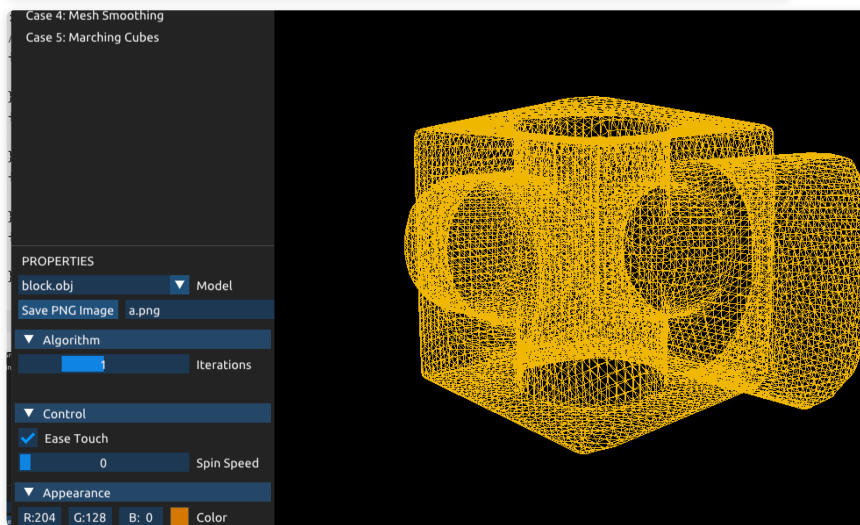 Case 4: Mesh Smoothing
Case 5: Marching Cubes
PROPERTIES
block.obj Model
Save PNG Image a.png
Algorithm
1 Iterations
Control
Ease Touch
0 Spin Speed
Appearance
R:204 G:128 B: 0 Color